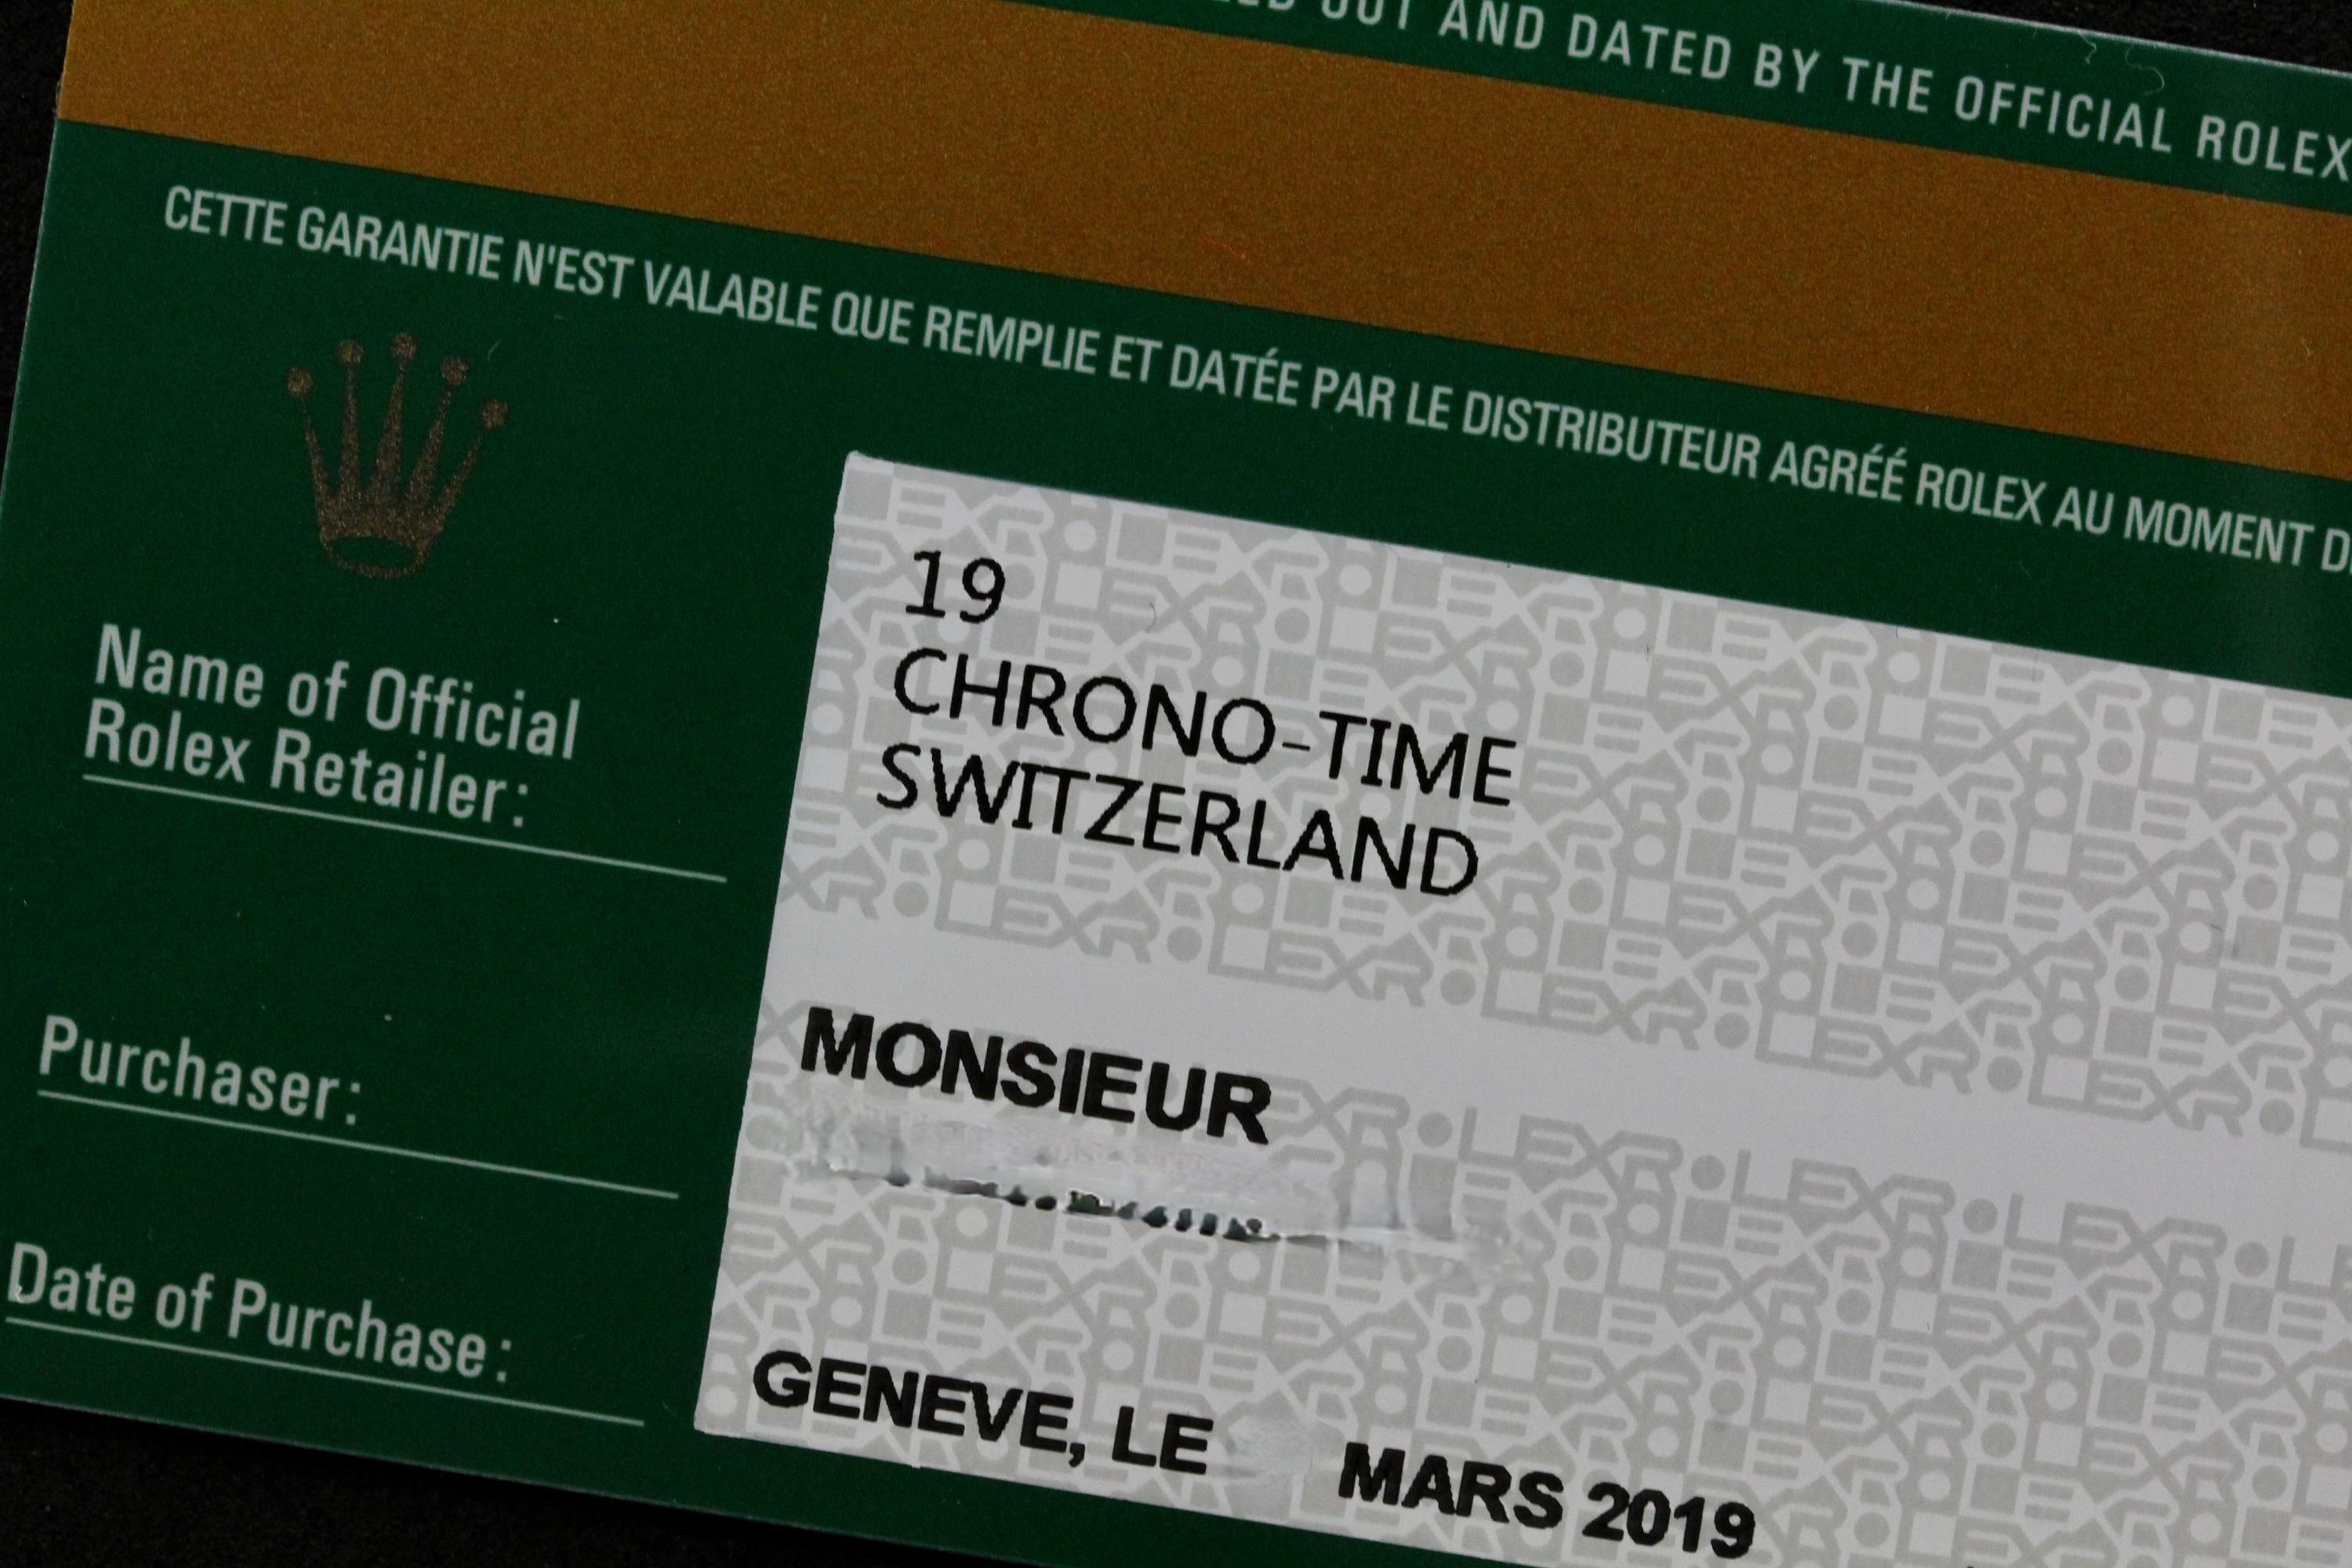 OUT AND DATED BY THE OFFICIAL ROLEX
CETTE GARANTIE N'EST VALABLE QUE REMPLIE ET DATÉE PAR LE DISTRIBUTEUR AGRÉÉ ROLEX AU MOMENT
19
CHRONO-TIME
SWITZERLAND
Name of Official
Rolex Retailer:
MONSIEUR
Purchaser:
Date of Purchase:
GENEVE, LE MARS 2019